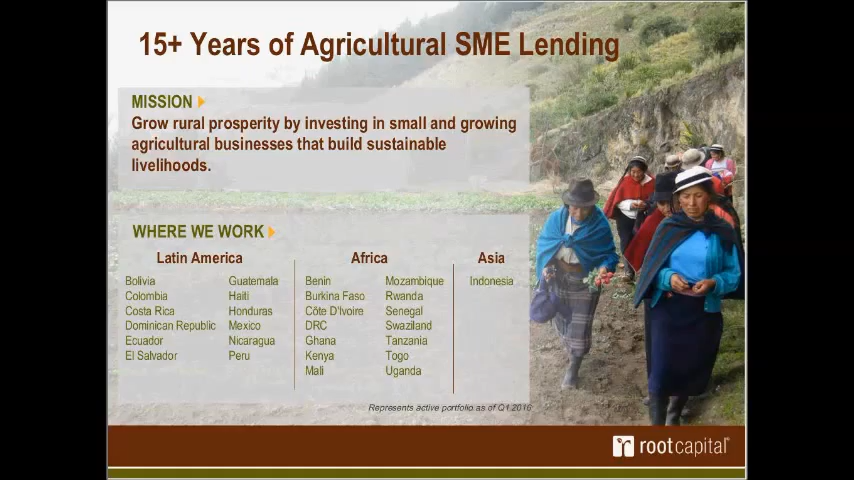 15+ Years of Agricultural SME Lending
MISSION
Grow rural prosperity by investing in small and growing
agricultural businesses that build sustainable
livelihoods.
WHERE WE WORK
Latin America
Bolivia
Colombia
Costa Rica
Dominican Republic
Ecuador
El Salvador
Guatemala
Haiti
Honduras
Mexico
Nicaragua
Peru
Africa
Benin
Burkina Faso
Côte D'Ivoire
DRC
Ghana
Kenya
Mali
Mozambique
Rwanda
Senegal
Swaziland
Tanzania
Togo
Uganda
Asia
Indonesia
Represents active portfolio as of Q1 2016
rootcapital